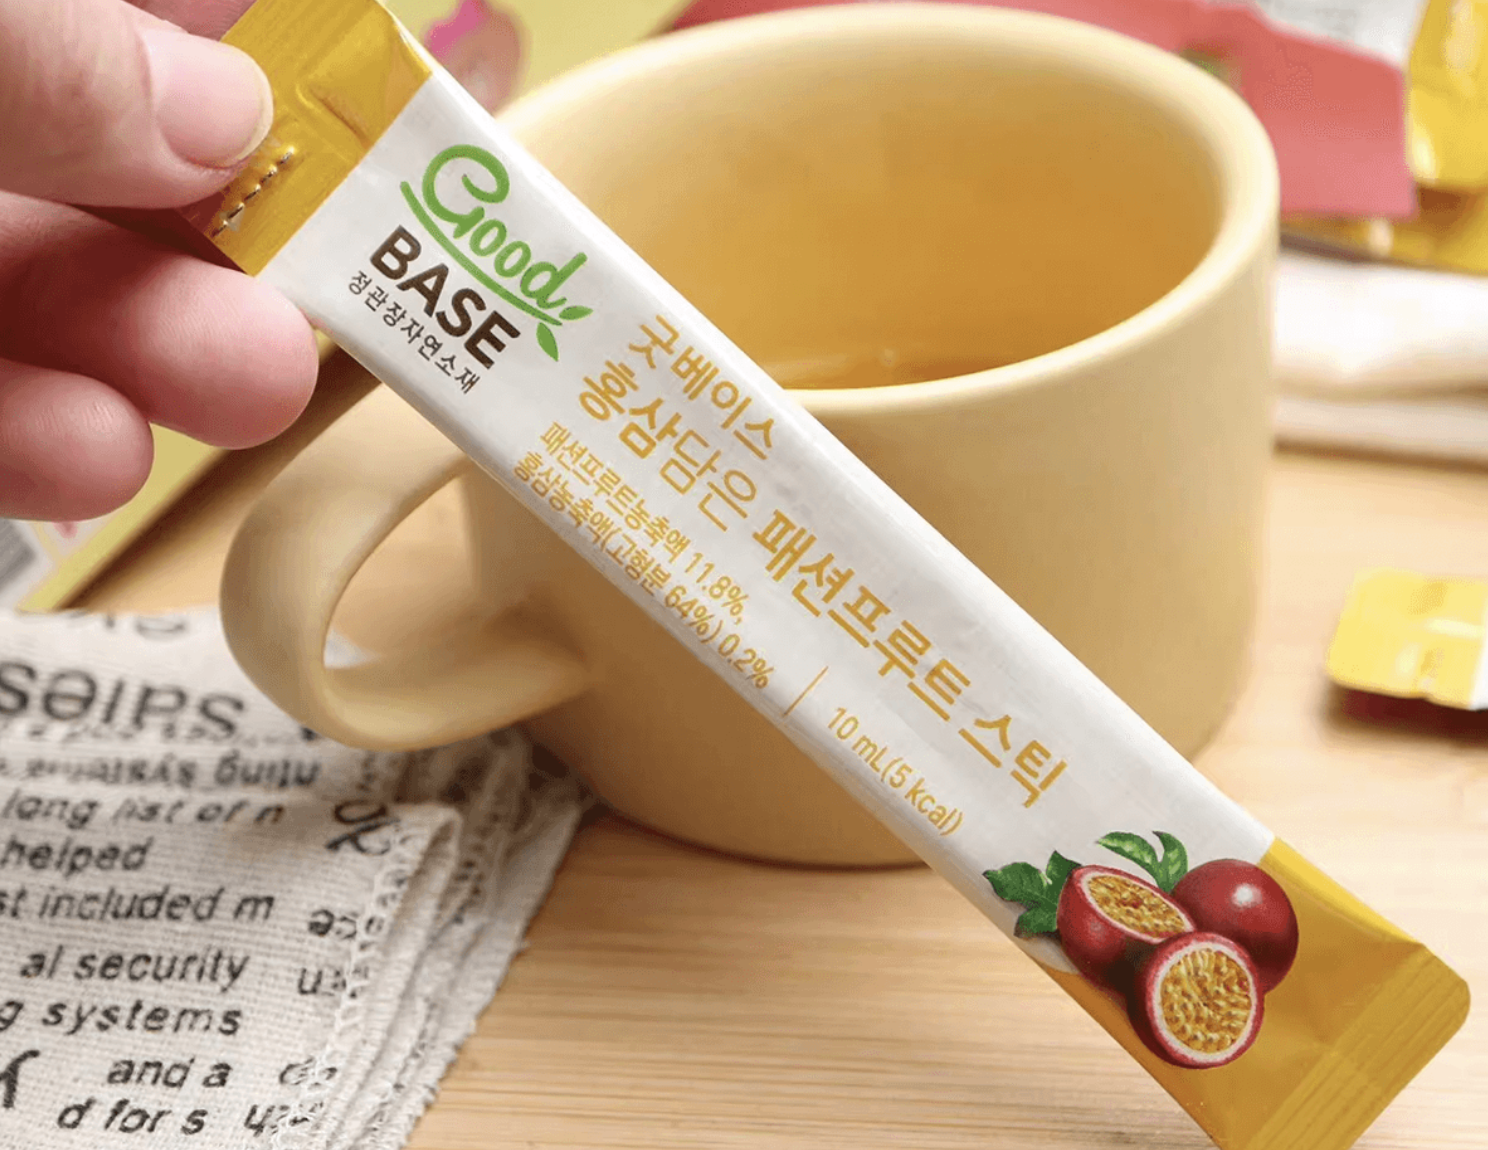 Good
BASE
정관장자연소재
굿베이스
홍삼담은 패션프루트 스틱
패션프루트농축액 11.8%,
홍삼농축액(고형분 64%) 0.2%
10 mL(5 kcal)
sales
long list of n
helped
st included m
al security
g systems
and a
d for s